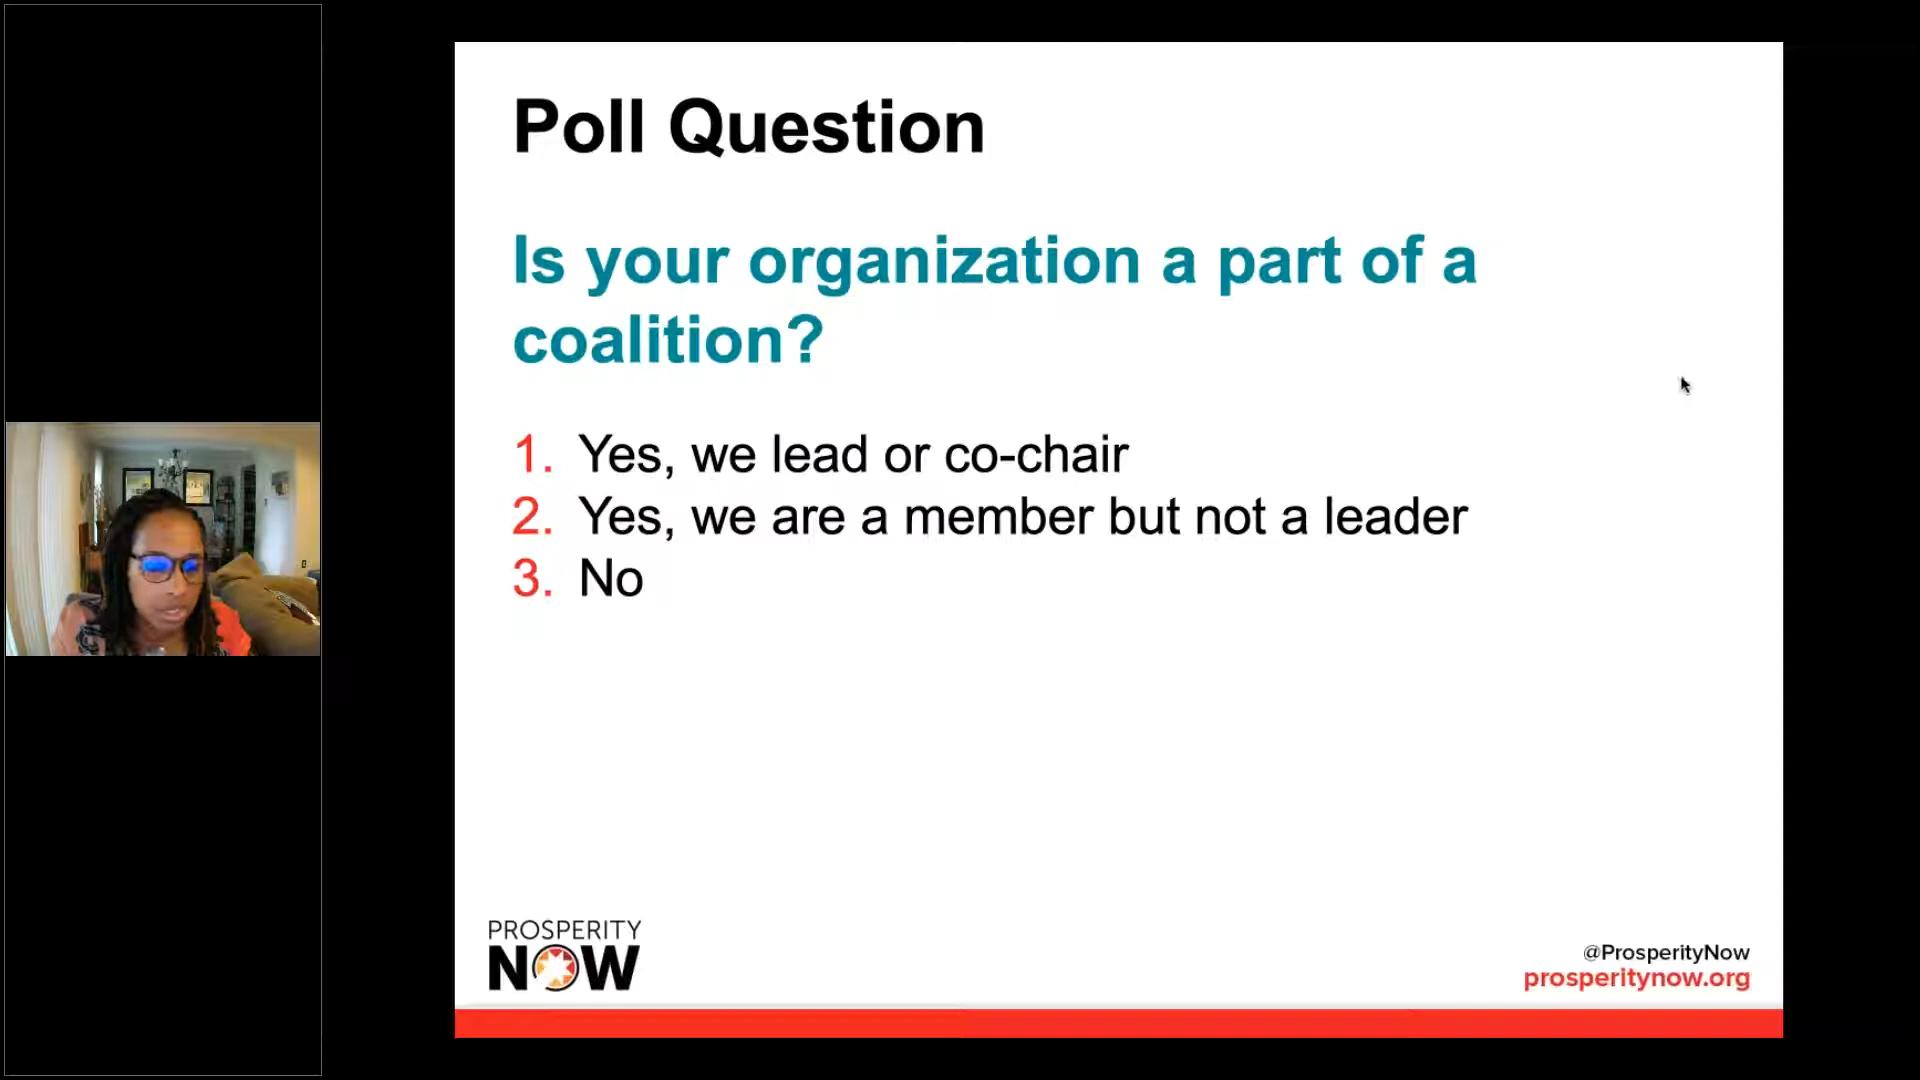 Poll Question
Is your organization a part of a
coalition?
1. Yes, we lead or co-chair
2. Yes, we are a member but not a leader
3. No
PROSPERITY
NOW
@ProsperityNow
prosperitynow.org